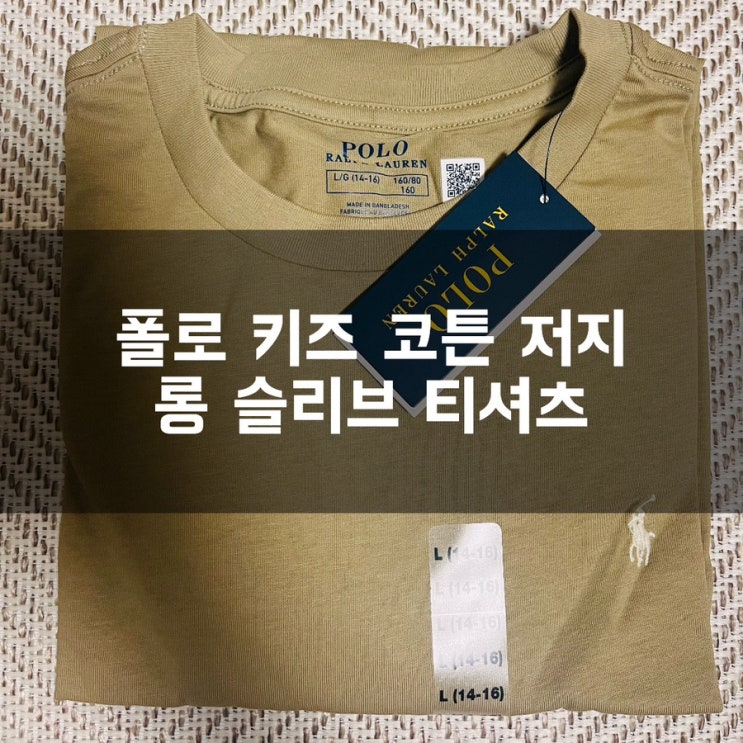 POLO
RALPH LAUREN
L/G (14-16) 160/80
160
MADE IN BANGLADESH
POLO
RALPH LAUREN
폴로 키즈 코튼 저지
롱 슬리브 티셔츠
L (14-16)
L (14-16)
L (14-16)
L (14-16)
L (14-16)